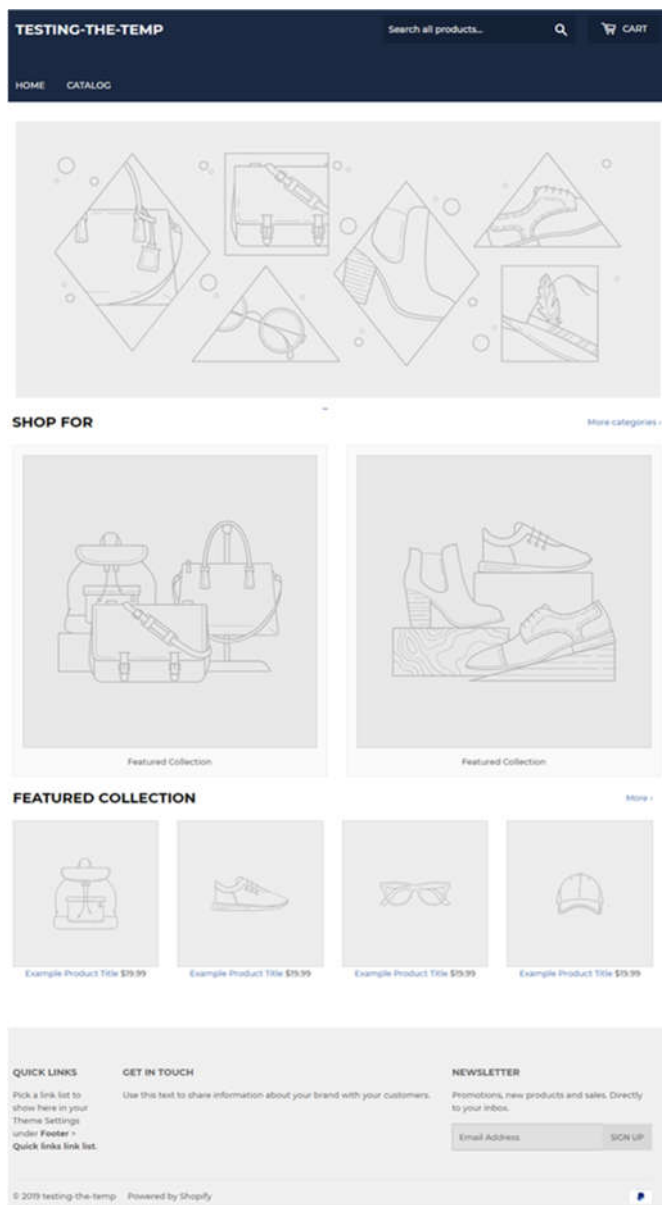 TESTING-THE-TEMP
Search all products...
CART
HOME CATALOG
SHOP FOR
More categories ›
Featured Collection
Featured Collection
FEATURED COLLECTION
More ›
Example Product Title $19.99
Example Product Title $19.99
Example Product Title $19.99
Example Product Title $19.99
QUICK LINKS
Pick a link list to
show here in your
Theme Settings
under Footer >
Quick links link list.
GET IN TOUCH
Use this text to share information about your brand with your customers.
NEWSLETTER
Promotions, new products and sales. Directly
to your inbox.
Email Address
SIGN UP
© 2019 testing-the-temp Powered by Shopify